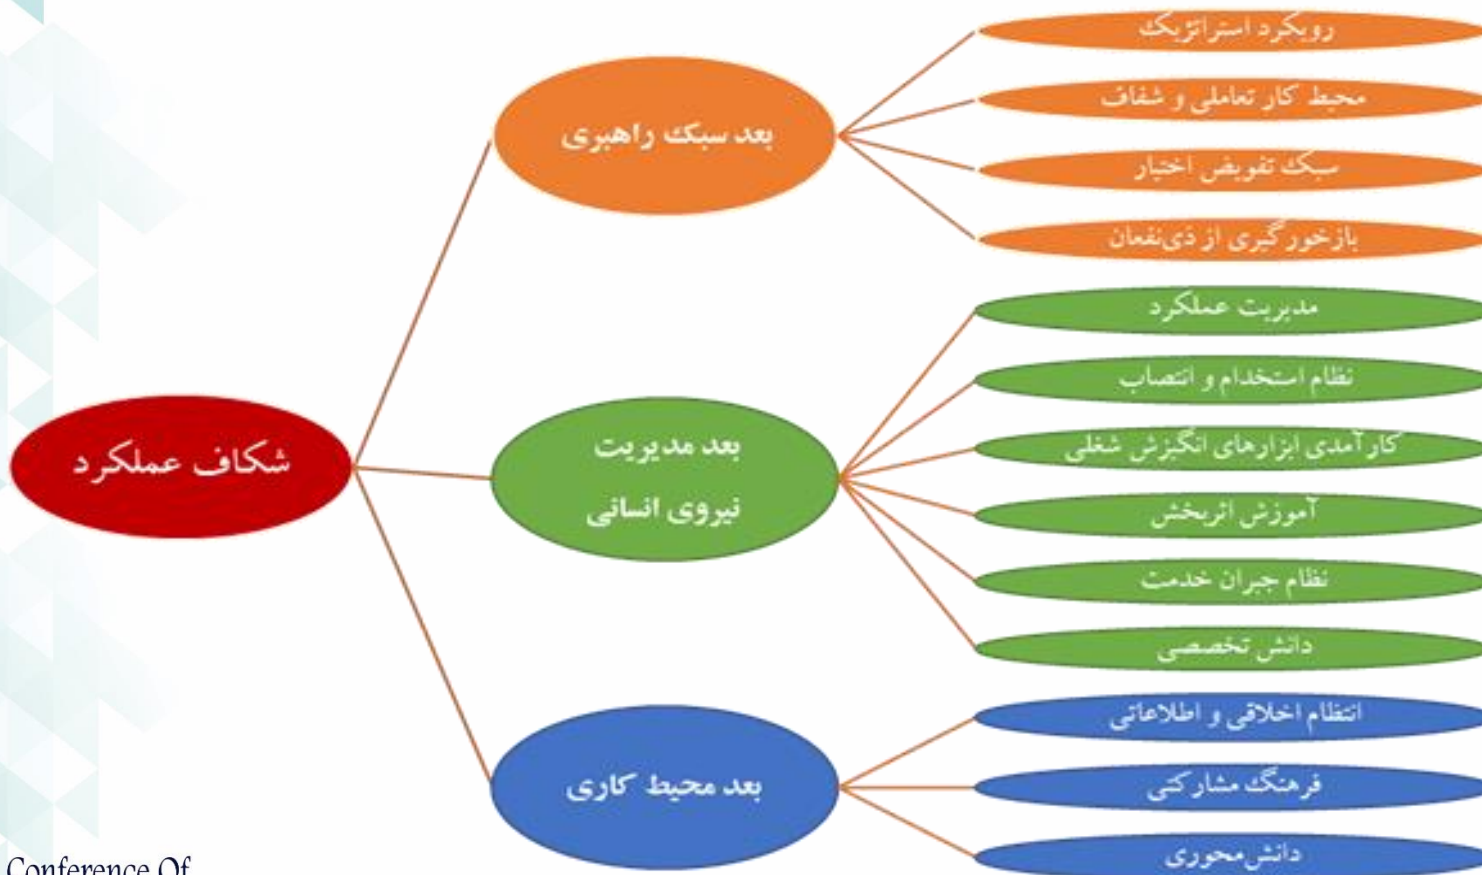 شکاف عملکرد
بعد سبک راهبری
رویکرد استراتژیک
محیط کار تعاملی و شفاف
سبک تفویض اختیار
بازخورگیری از ذی‌نفعان
بعد مدیریت
نیروی انسانی
مدیریت عملکرد
نظام استخدام و انتصاب
کارآمدی ابزارهای انگیزش شغلی
آموزش اثربخش
نظام جبران خدمت
دانش تخصصی
بعد محیط کاری
انتظام اخلاقی و اطلاعاتی
فرهنگ مشارکتی
دانش‌محوری
Conference Of